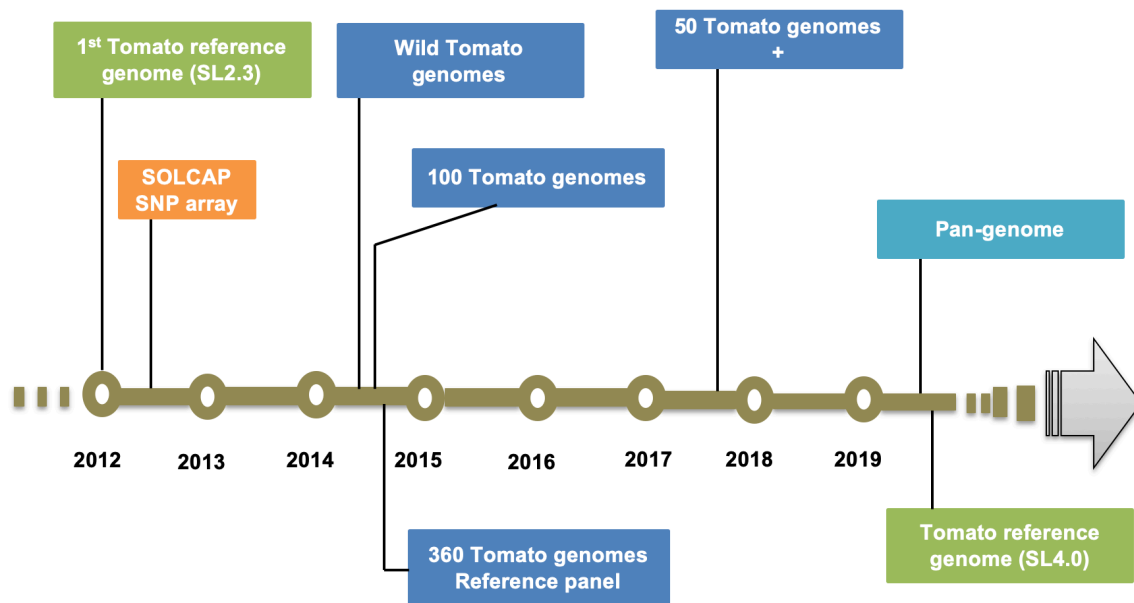 1st Tomato reference
genome (SL2.3)
Wild Tomato
genomes
50 Tomato genomes
+
SOLCAP
SNP array
100 Tomato genomes
Pan-genome
2012
2013
2014
2015
2016
2017
2018
2019
360 Tomato genomes
Reference panel
Tomato reference
genome (SL4.0)